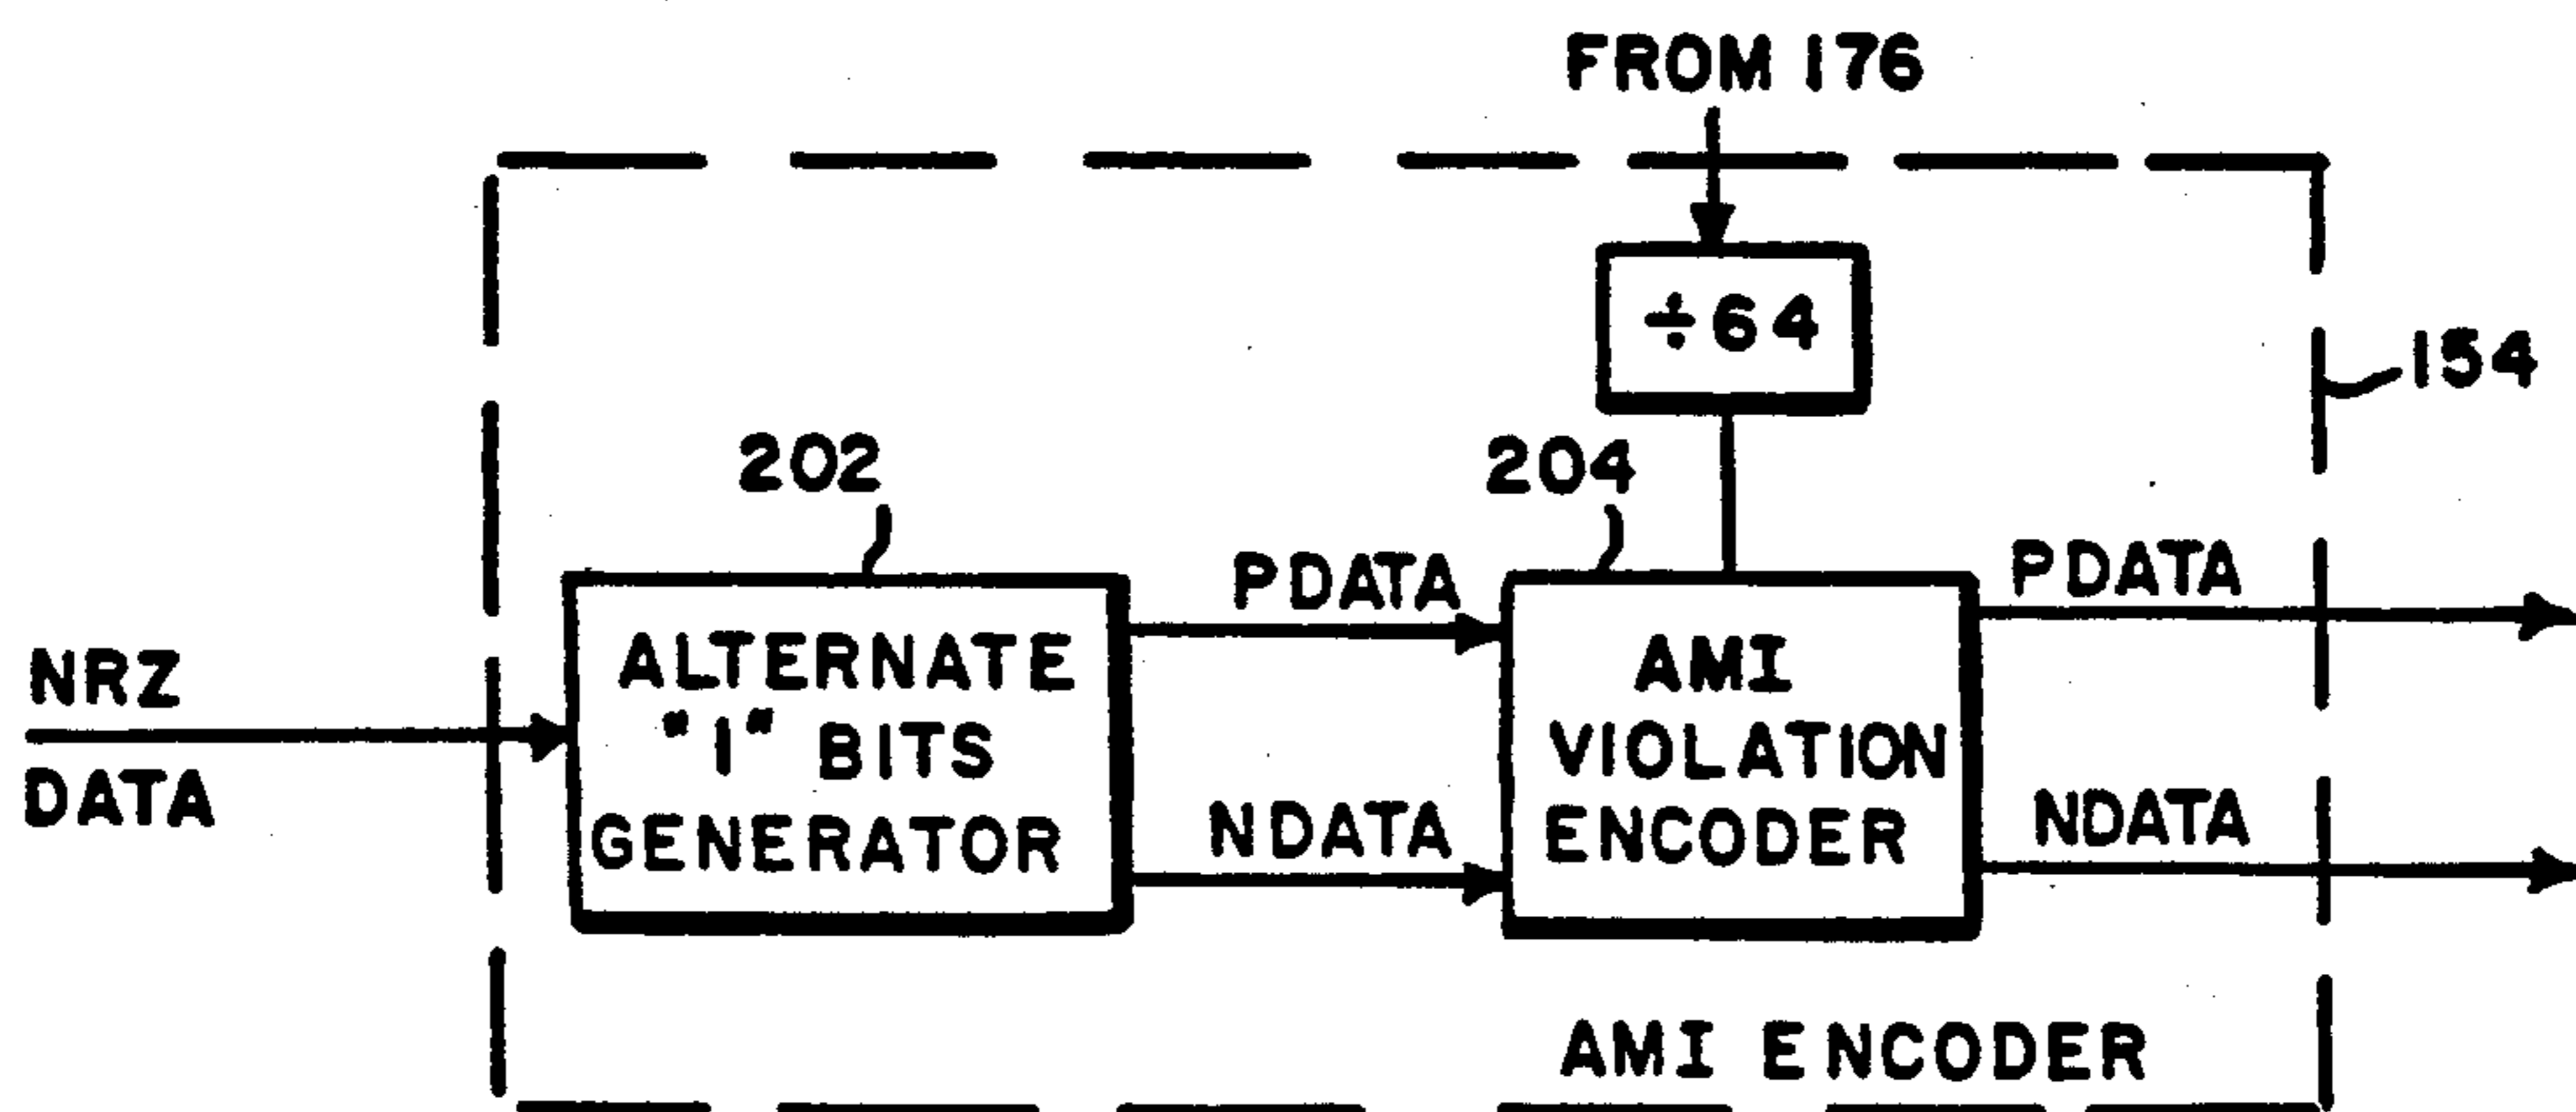 FROM 176
÷64
154
202
204
NRZ
DATA
ALTERNATE
"1" BITS
GENERATOR
PDATA
NDATA
AMI
VIOLATION
ENCODER
PDATA
NDATA
AMI ENCODER